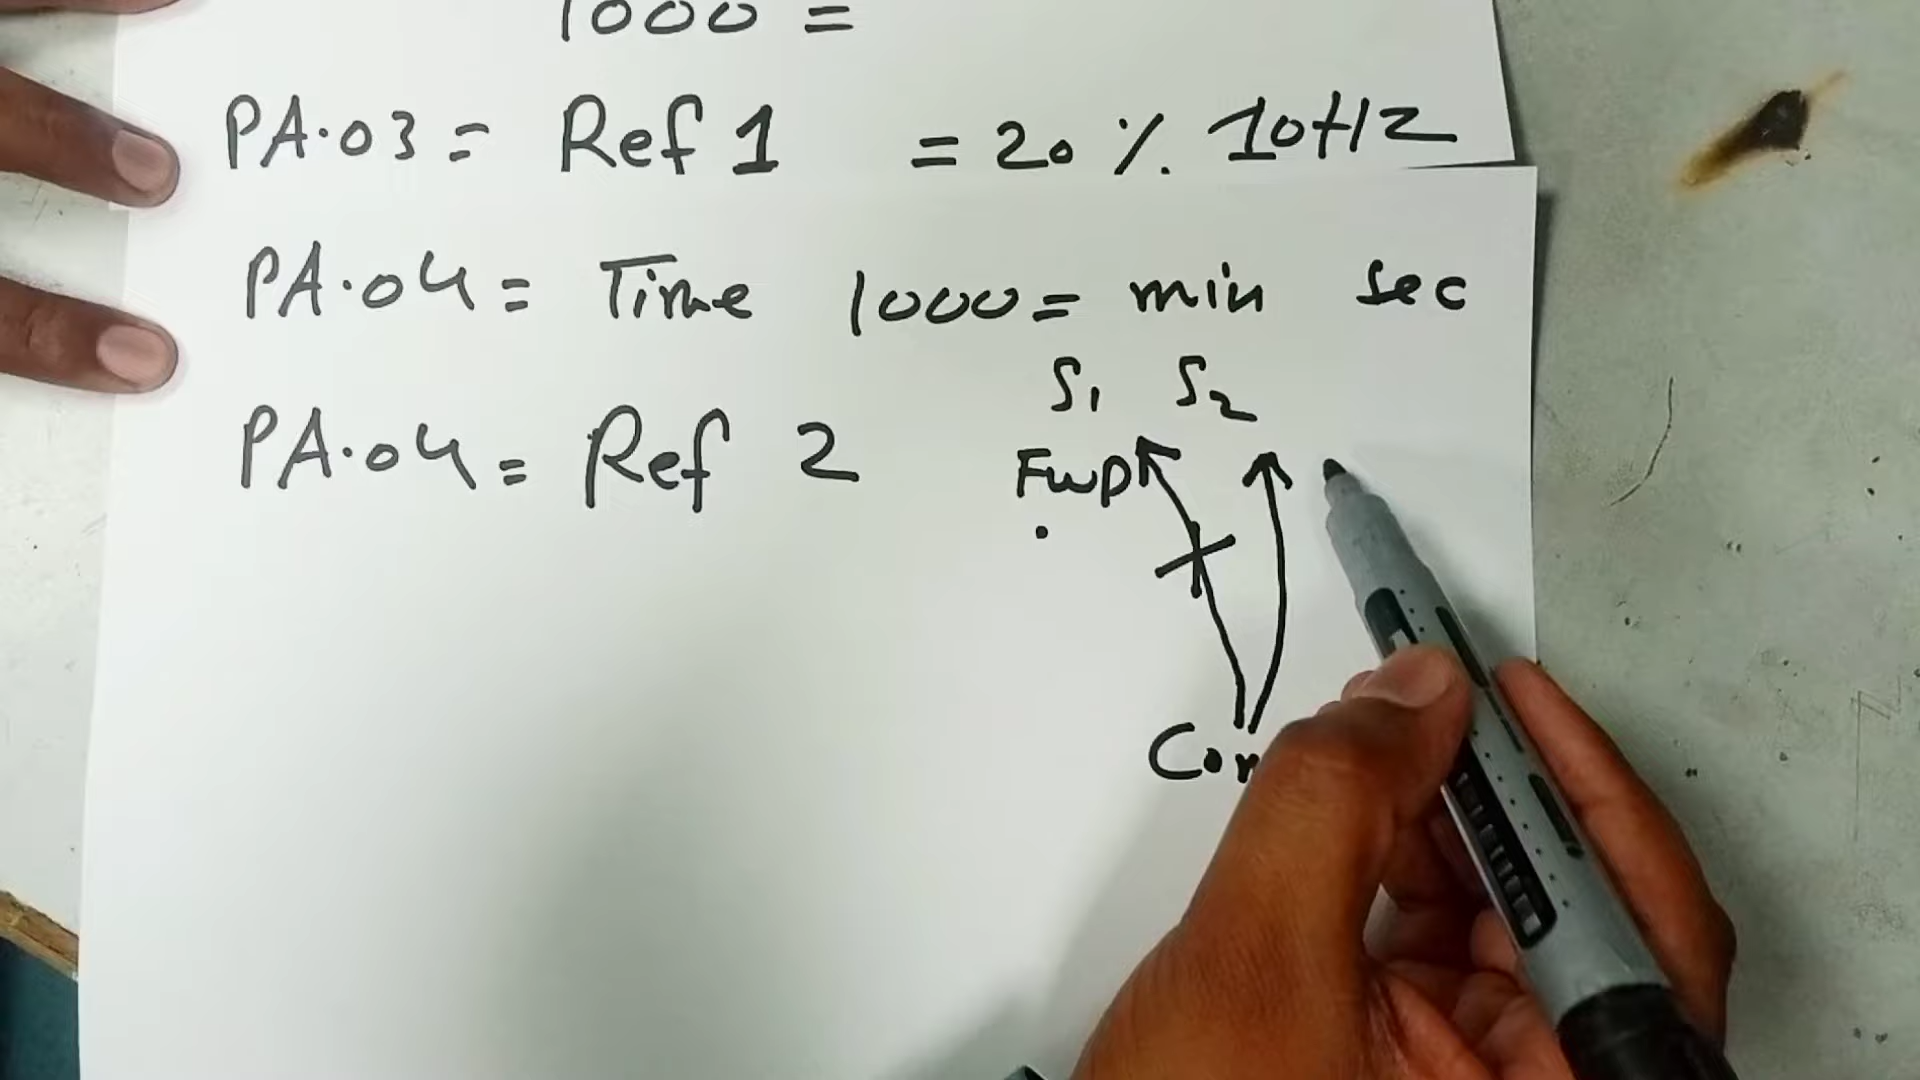 1000 =
PA.03 = Ref 1 = 20 % 10HZ
PA.04 = Time 1000 = min sec
S1 S2
PA.04 = Ref 2
FWD
Com